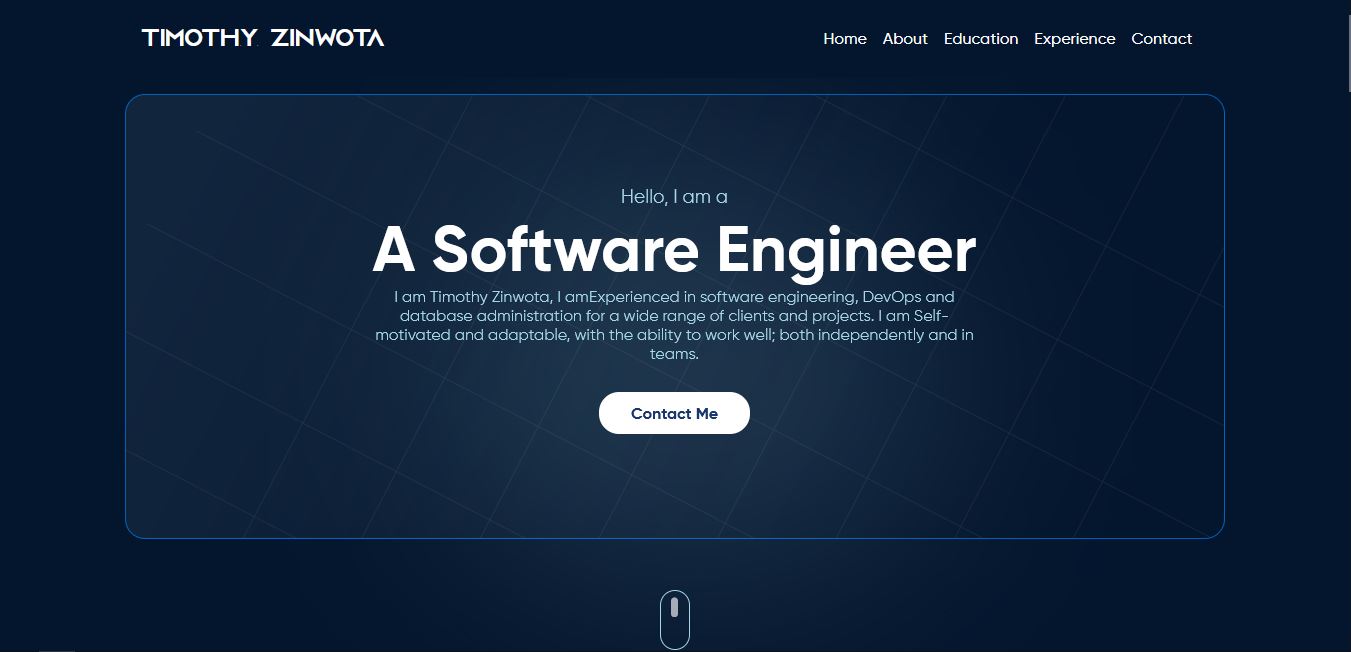 TIMOTHY ZINWOTA
Home About Education Experience Contact
Hello, I am a
A Software Engineer
I am Timothy Zinwota, I amExperienced in software engineering, DevOps and
database administration for a wide range of clients and projects. I am Self-
motivated and adaptable, with the ability to work well; both independently and in
teams.
Contact Me